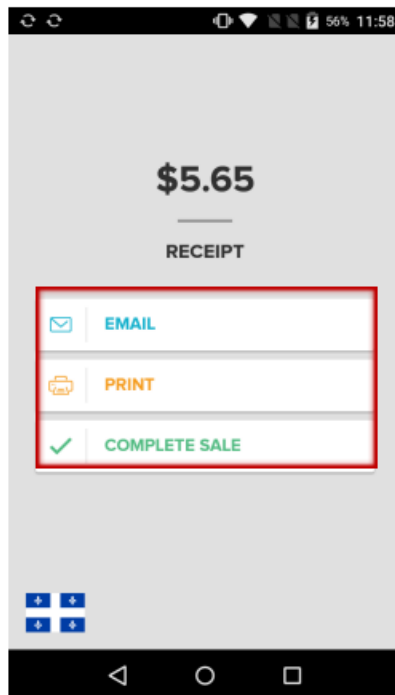 56% 11:58
$5.65
RECEIPT
EMAIL
PRINT
COMPLETE SALE